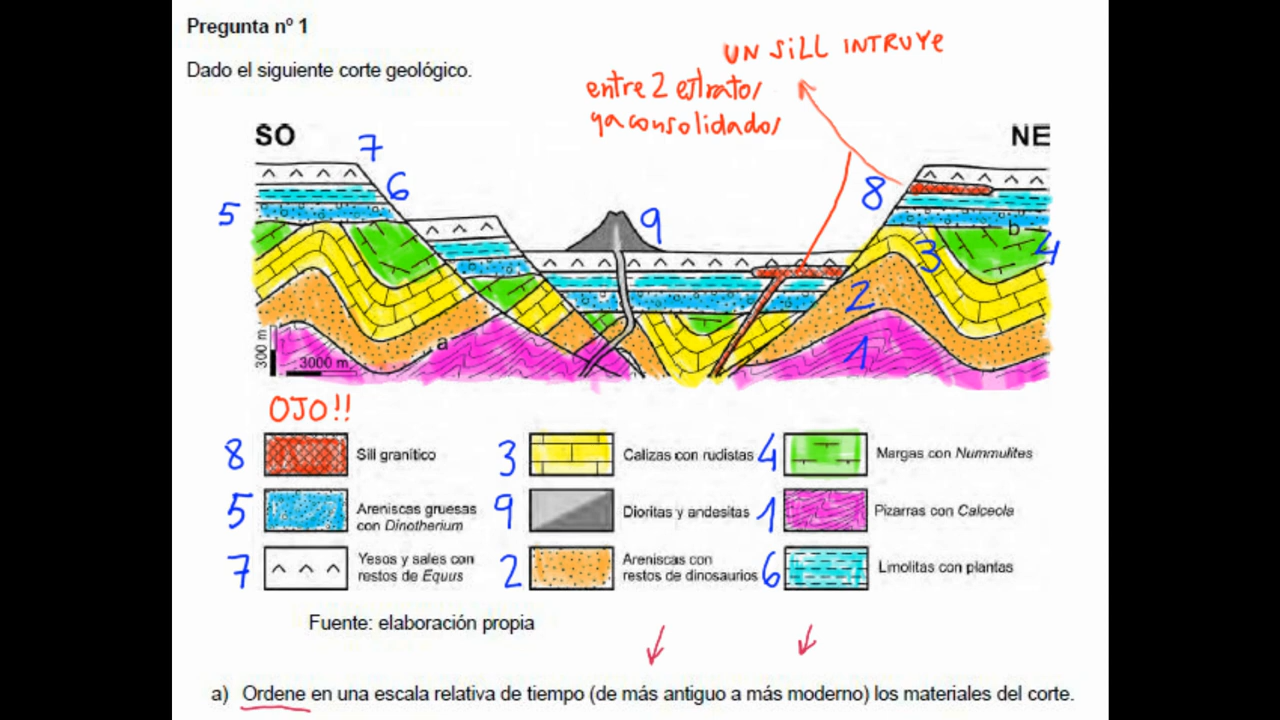 Pregunta nº 1
Dado el siguiente corte geológico.
UN SILL INTRUYE
entre 2 estratos
ya consolidados
SO
NE
7
6
5
8
9
b
4
3
2
1
a
300 m
3000 m
OJO!!
8 Sill granítico
3 Calizas con rudistas
4 Margas con Nummulites
5 Areniscas gruesas
con Dinotherium
9 Dioritas y andesitas
1 Pizarras con Calceola
7 Yesos y sales con
restos de Equus
2 Areniscas con
restos de dinosaurios
6 Limolitas con plantas
Fuente: elaboración propia
a) Ordene en una escala relativa de tiempo (de más antiguo a más moderno) los materiales del corte.